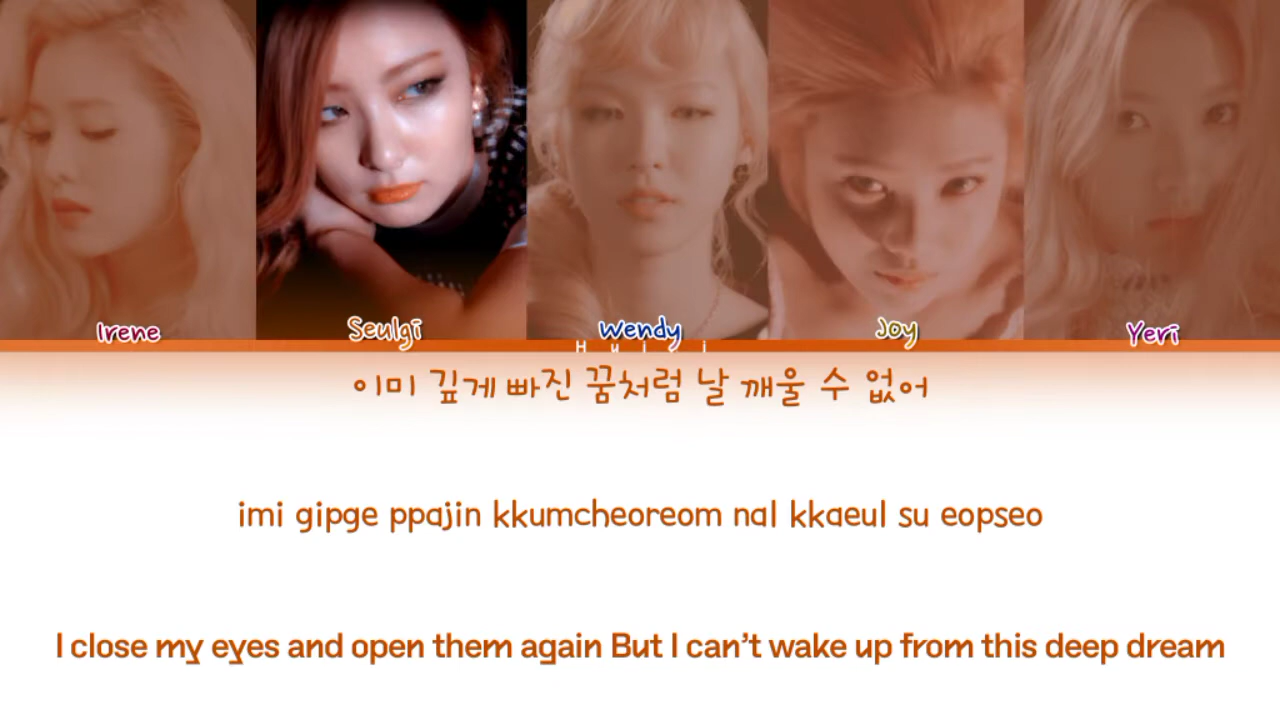 Irene Seulgi Wendy Joy Yeri
이미 깊게 빠진 꿈처럼 날 깨울 수 없어
imi gipge ppajin kkumcheoreom nal kkaeul su eopseo
I close my eyes and open them again But I can't wake up from this deep dream